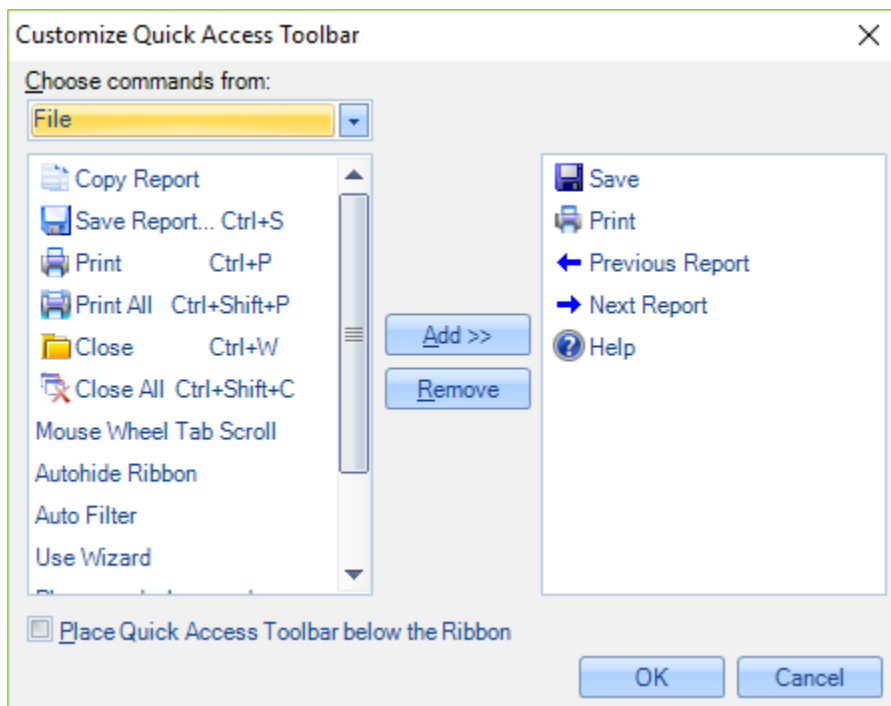 Customize Quick Access Toolbar
Choose commands from:
File
Copy Report
Save Report... Ctrl+S
Print Ctrl+P
Print All Ctrl+Shift+P
Close Ctrl+W
Close All Ctrl+Shift+C
Mouse Wheel Tab Scroll
Autohide Ribbon
Auto Filter
Use Wizard
Add >>
Remove
Save
Print
Previous Report
Next Report
Help
Place Quick Access Toolbar below the Ribbon
OK
Cancel